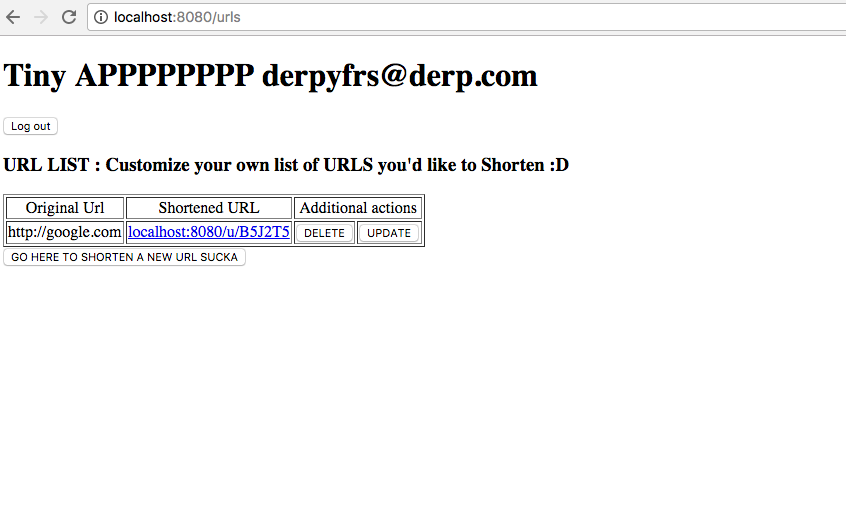 localhost:8080/urls
Tiny APPPPPPPP derpyfrs@derp.com
Log out
URL LIST : Customize your own list of URLS you'd like to Shorten :D
Original Url Shortened URL Additional actions
http://google.com localhost:8080/u/B5J2T5 DELETE UPDATE
GO HERE TO SHORTEN A NEW URL SUCKA